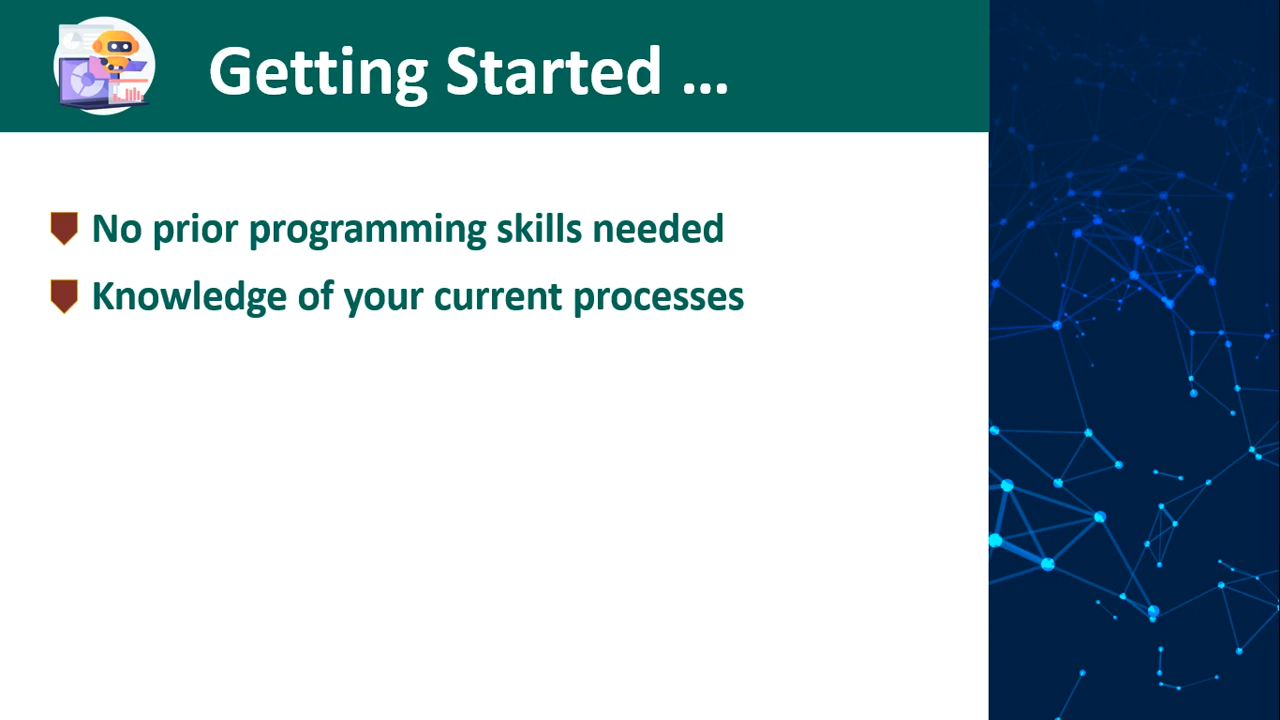 Getting Started ...
No prior programming skills needed
Knowledge of your current processes